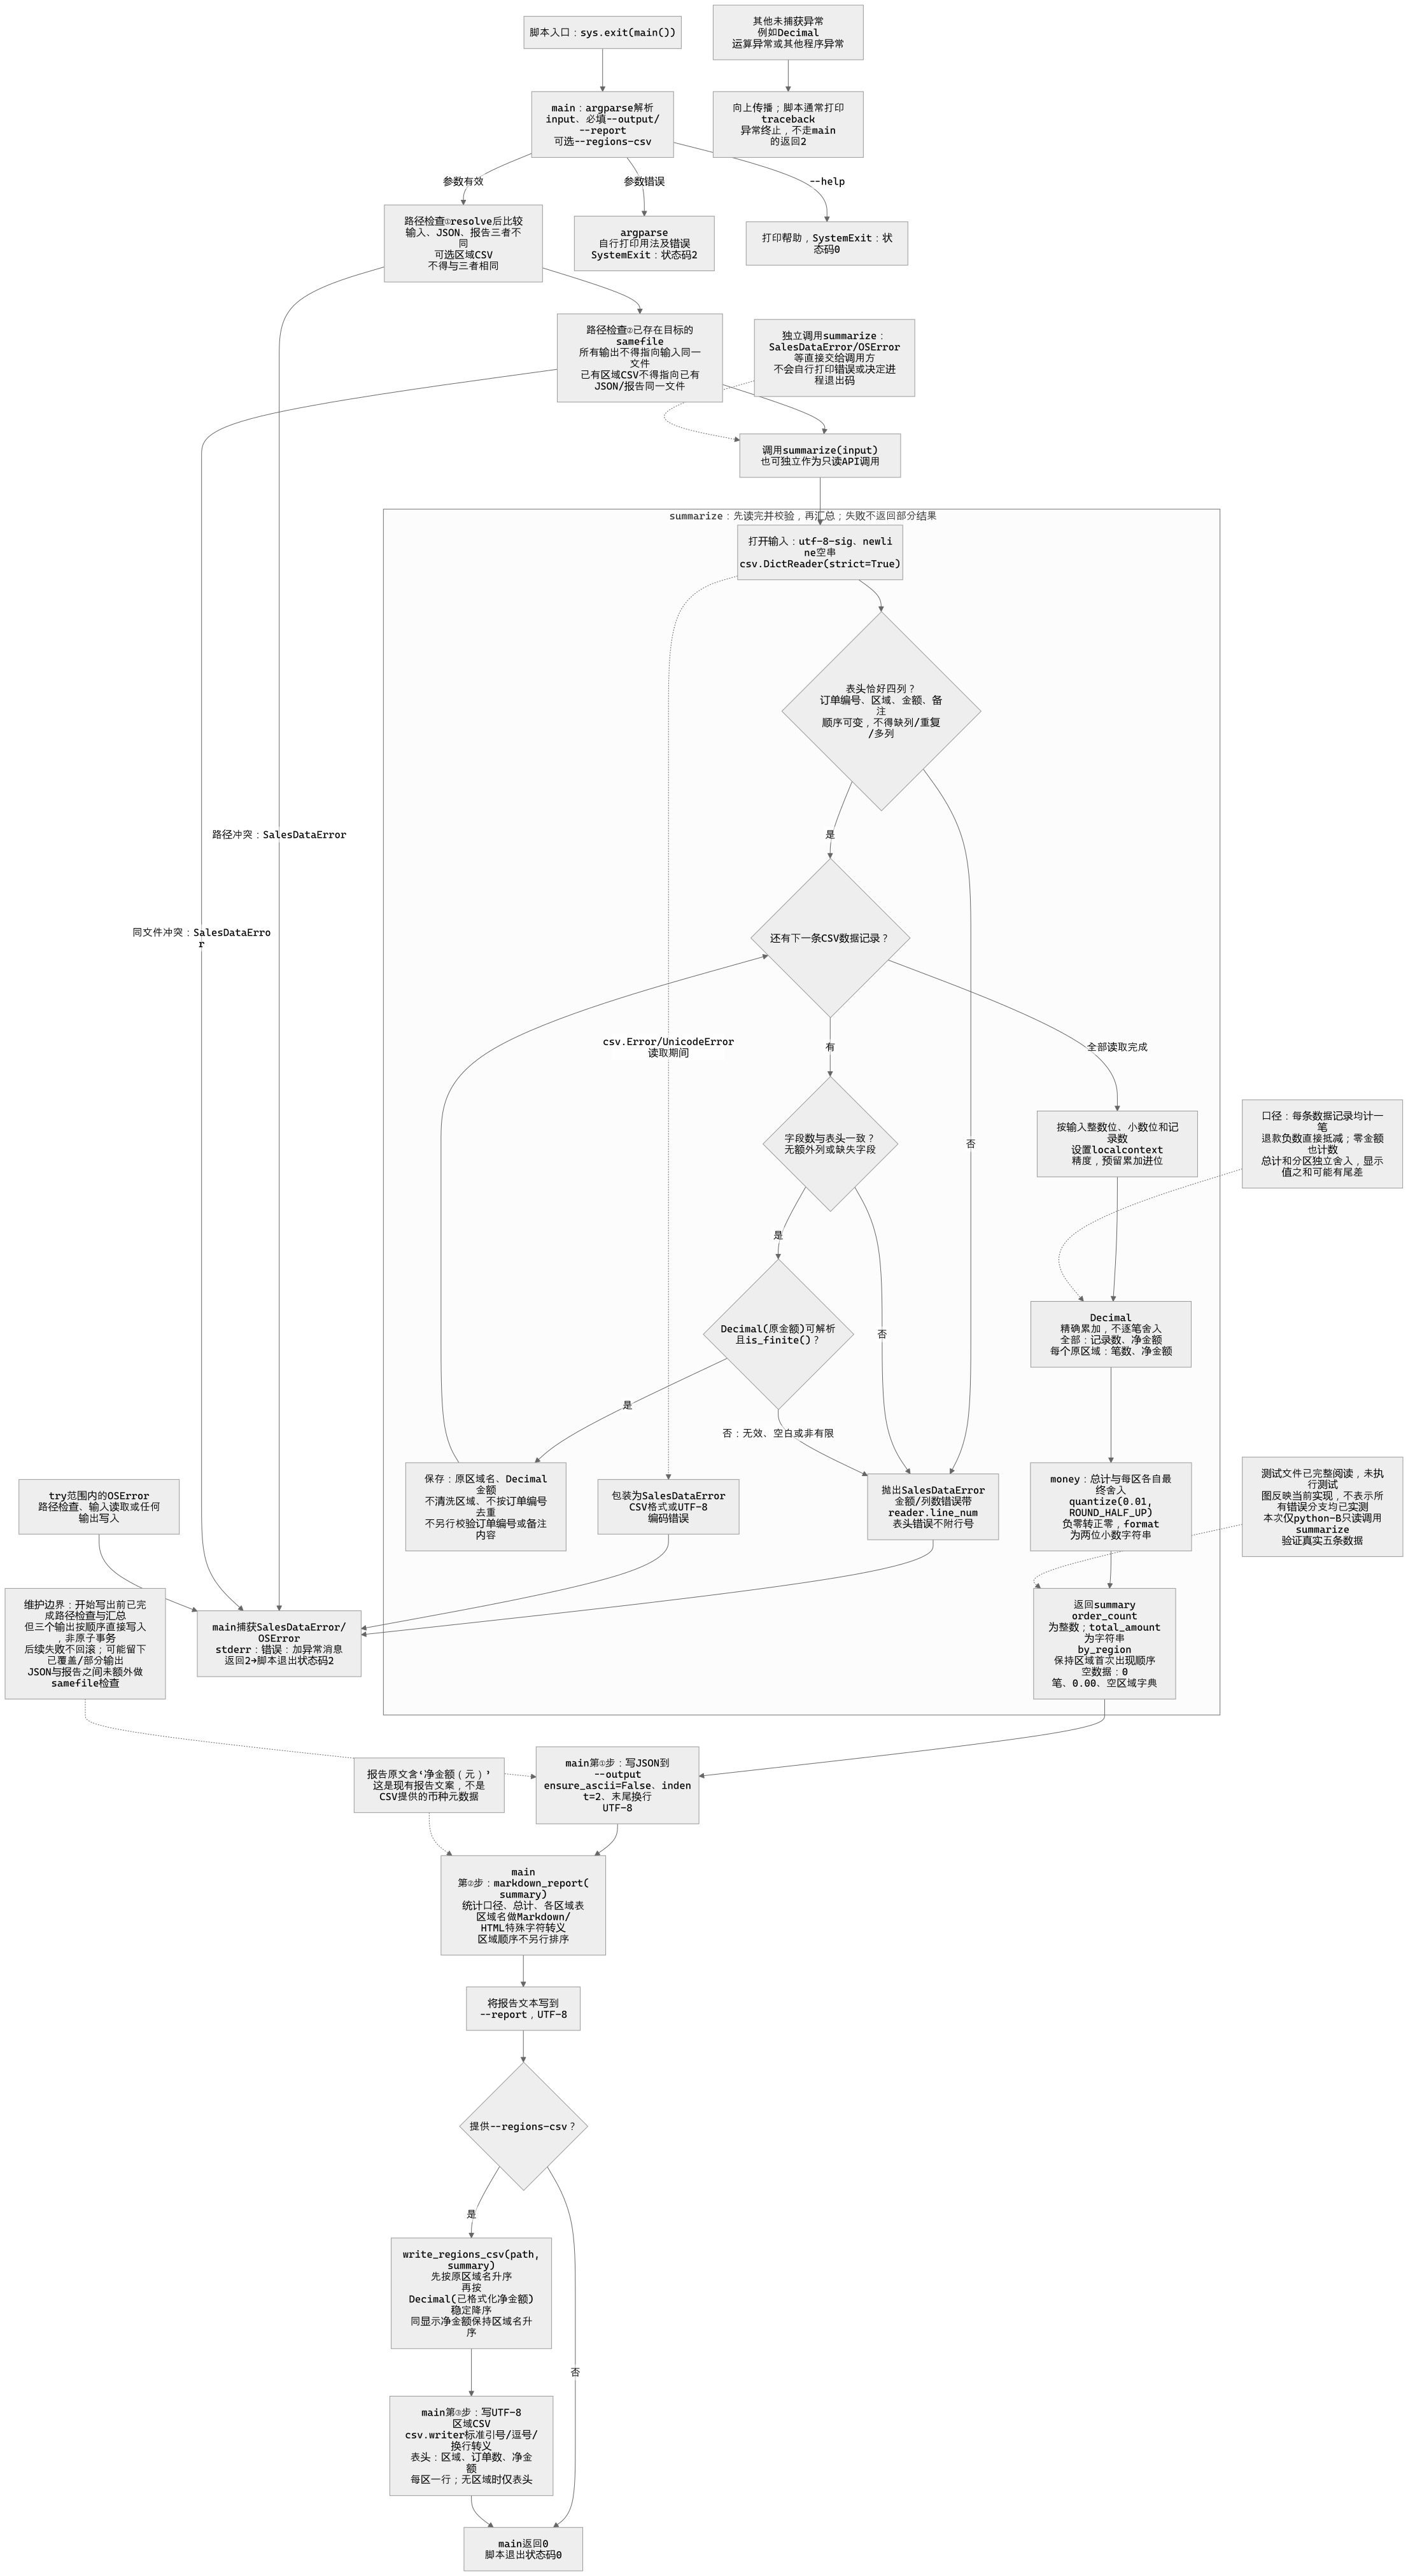 脚本入口：sys.exit(main())
其他未捕获异常
例如Decimal
运算异常或其他程序异常
main：argparse解析
input、必填--output/
--report
可选--regions-csv
向上传播；脚本通常打印
traceback
异常终止，不走main
的返回2
参数有效
参数错误
--help
路径检查①resolve后比较
输入、JSON、报告三者不
同
可选区域CSV
不得与三者相同
argparse
自行打印用法及错误
SystemExit：状态码2
打印帮助，SystemExit：状
态码0
路径检查②已存在目标的
samefile
所有输出不得指向输入同一
文件
已有区域CSV不得指向已有
JSON/报告同一文件
独立调用summarize：
SalesDataError/OSError
等直接交给调用方
不会自行打印错误或决定进
程退出码
调用summarize(input)
也可独立作为只读API调用
summarize：先读完并校验，再汇总；失败不返回部分结果
打开输入：utf-8-sig、newli
ne空串
csv.DictReader(strict=True)
表头恰好四列？
订单编号、区域、金额、备
注
顺序可变，不得缺列/重复
/多列
路径冲突：SalesDataError
是
同文件冲突：SalesDataErro
r
还有下一条CSV数据记录？
csv.Error/UnicodeError
读取期间
有
全部读取完成
字段数与表头一致？
无额外列或缺失字段
否
按输入整数位、小数位和记
录数
设置localcontext
精度，预留累加进位
口径：每条数据记录均计一
笔
退款负数直接抵减；零金额
也计数
总计和分区独立舍入，显示
值之和可能有尾差
是
Decimal(原金额)可解析
且is_finite()？
否
Decimal
精确累加，不逐笔舍入
全部：记录数、净金额
每个原区域：笔数、净金额
是
否：无效、空白或非有限
try范围内的OSError
路径检查、输入读取或任何
输出写入
保存：原区域名、Decimal
金额
不清洗区域、不按订单编号
去重
不另行校验订单编号或备注
内容
包装为SalesDataError
CSV格式或UTF-8
编码错误
抛出SalesDataError
金额/列数错误带
reader.line_num
表头错误不附行号
money：总计与每区各自最
终舍入
quantize(0.01,
ROUND_HALF_UP)
负零转正零，format
为两位小数字符串
测试文件已完整阅读，未执
行测试
图反映当前实现，不表示所
有错误分支均已实测
本次仅python-B只读调用
summarize
验证真实五条数据
维护边界：开始写出前已完
成路径检查与汇总
但三个输出按顺序直接写入
，非原子事务
后续失败不回滚；可能留下
已覆盖/部分输出
JSON与报告之间未额外做
samefile检查
main捕获SalesDataError/
OSError
stderr：错误：加异常消息
返回2→脚本退出状态码2
返回summary
order_count
为整数；total_amount
为字符串
by_region
保持区域首次出现顺序
空数据：0
笔、0.00、空区域字典
报告原文含‘净金额（元）’
这是现有报告文案，不是
CSV提供的币种元数据
main第①步：写JSON到
--output
ensure_ascii=False、inden
t=2、末尾换行
UTF-8
main
第②步：markdown_report(
summary)
统计口径、总计、各区域表
区域名做Markdown/
HTML特殊字符转义
区域顺序不另行排序
将报告文本写到
--report，UTF-8
提供--regions-csv？
是
write_regions_csv(path,
summary)
先按原区域名升序
再按
Decimal(已格式化净金额)
稳定降序
同显示净金额保持区域名升
序
否
main第③步：写UTF-8
区域CSV
csv.writer标准引号/逗号/
换行转义
表头：区域、订单数、净金
额
每区一行；无区域时仅表头
main返回0
脚本退出状态码0